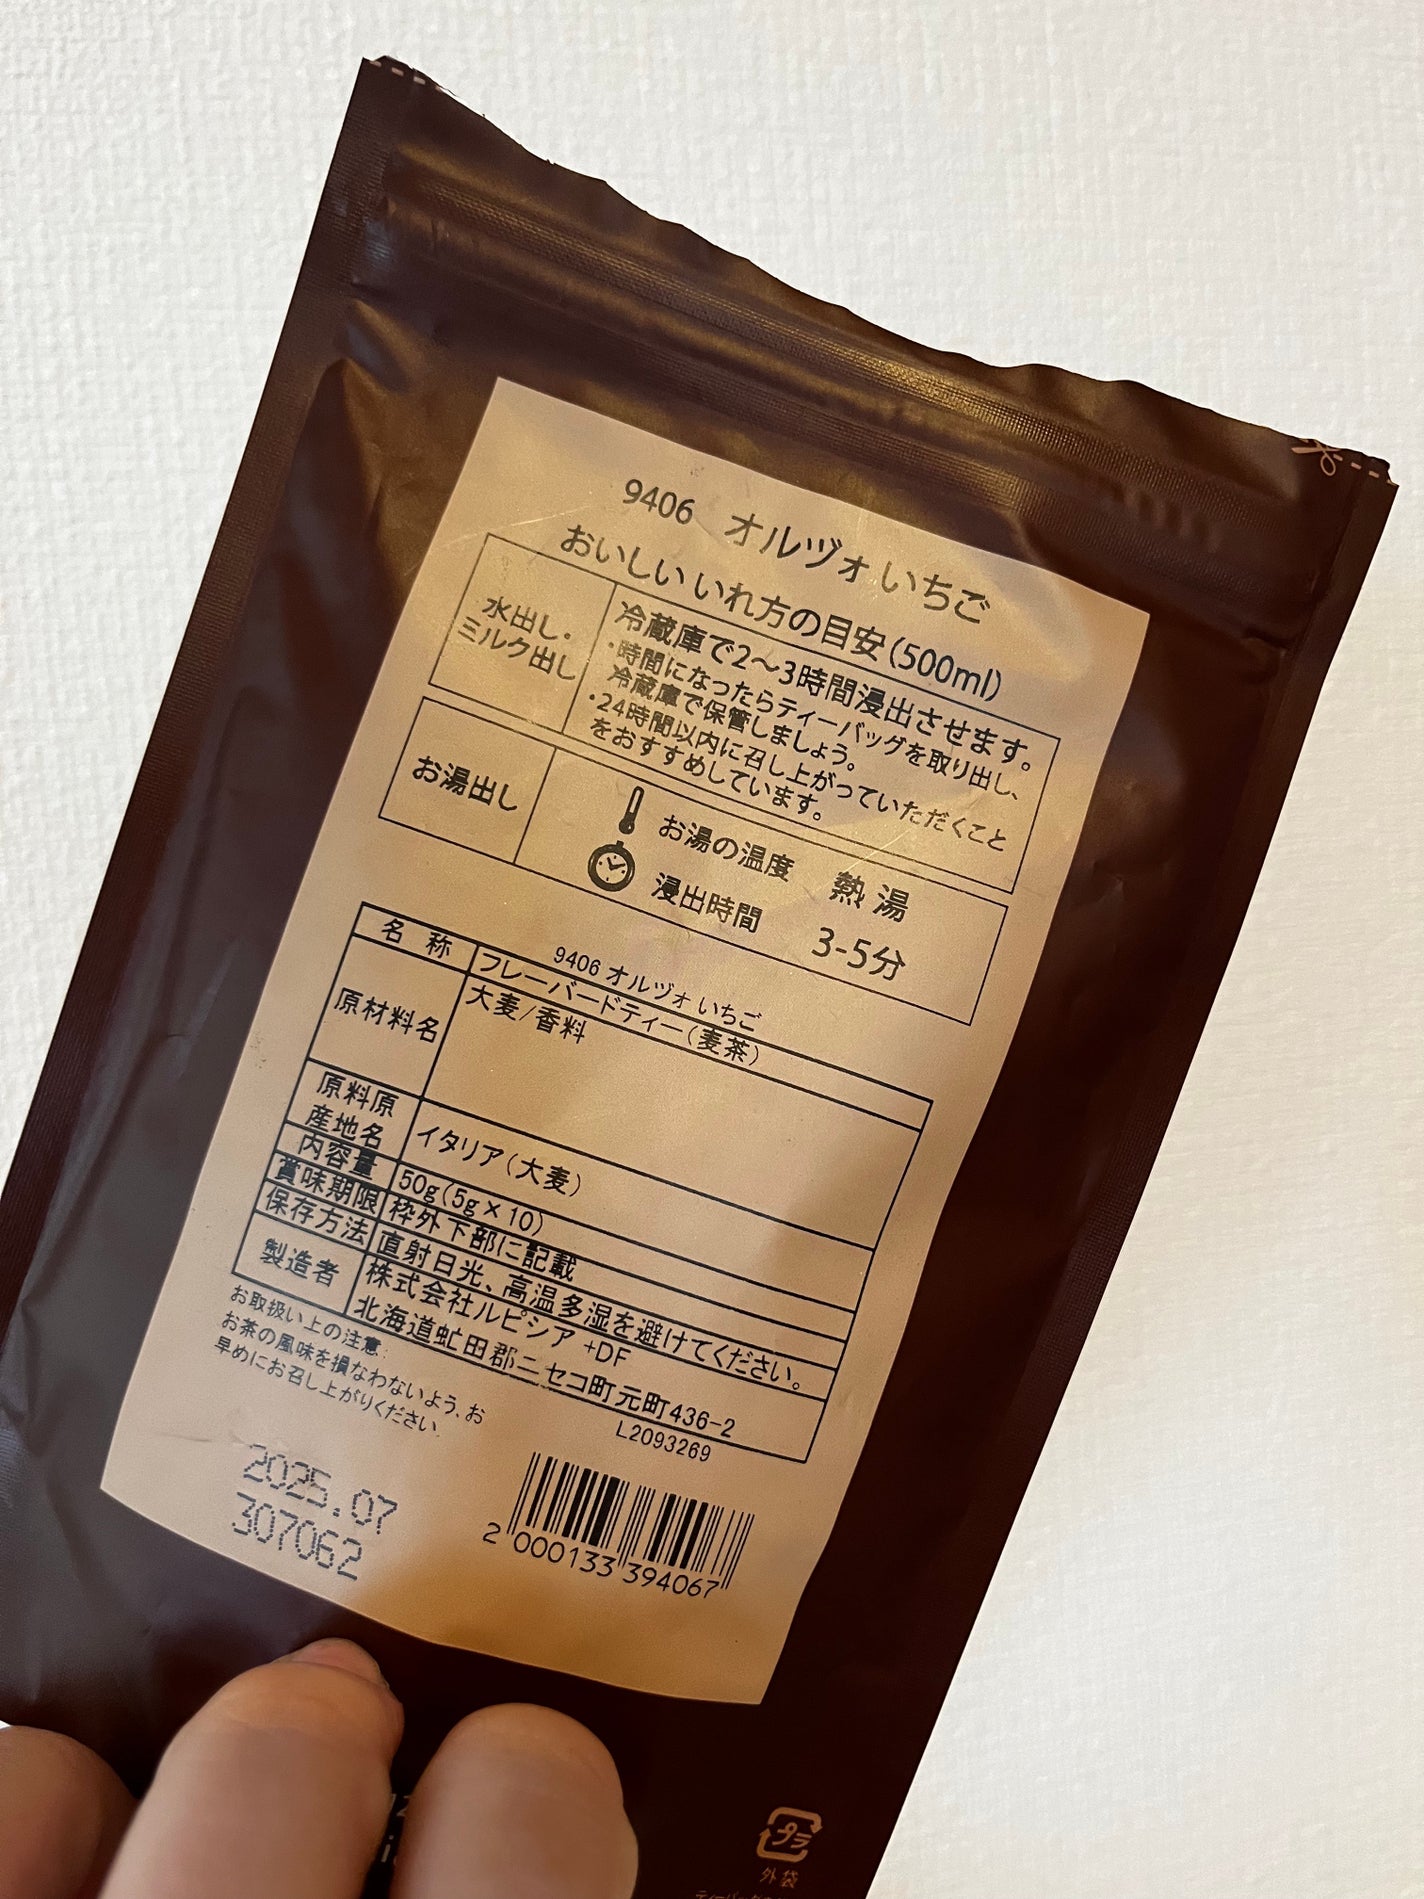 9406 オルヅォ いちご
おいしい いれ方の目安(500ml)
水出し・
ミルク出し
冷蔵庫で2〜3時間浸出させます。
・時間になったらティーバッグを取り出し、
冷蔵庫で保管しましょう。
・24時間以内に召し上がっていただくこと
をおすすめしています。
お湯出し
お湯の温度 熱湯
浸出時間 3-5分
9406 オルヅォ いちご
名 称 フレーバードティー(麦茶)
原材料名 大麦/香料
原料原
産地名
イタリア(大麦)
内容量 50g(5g×10)
賞味期限 枠外下部に記載
保存方法 直射日光、高温多湿を避けてください。
製造者 株式会社ルピシア +DF
北海道虻田郡ニセコ町元町436-2
L2093269
お取扱い上の注意:
お茶の風味を損なわないよう、お
早めにお召し上がりください
2025.07
307062
2 000133 394067
プラ
外袋